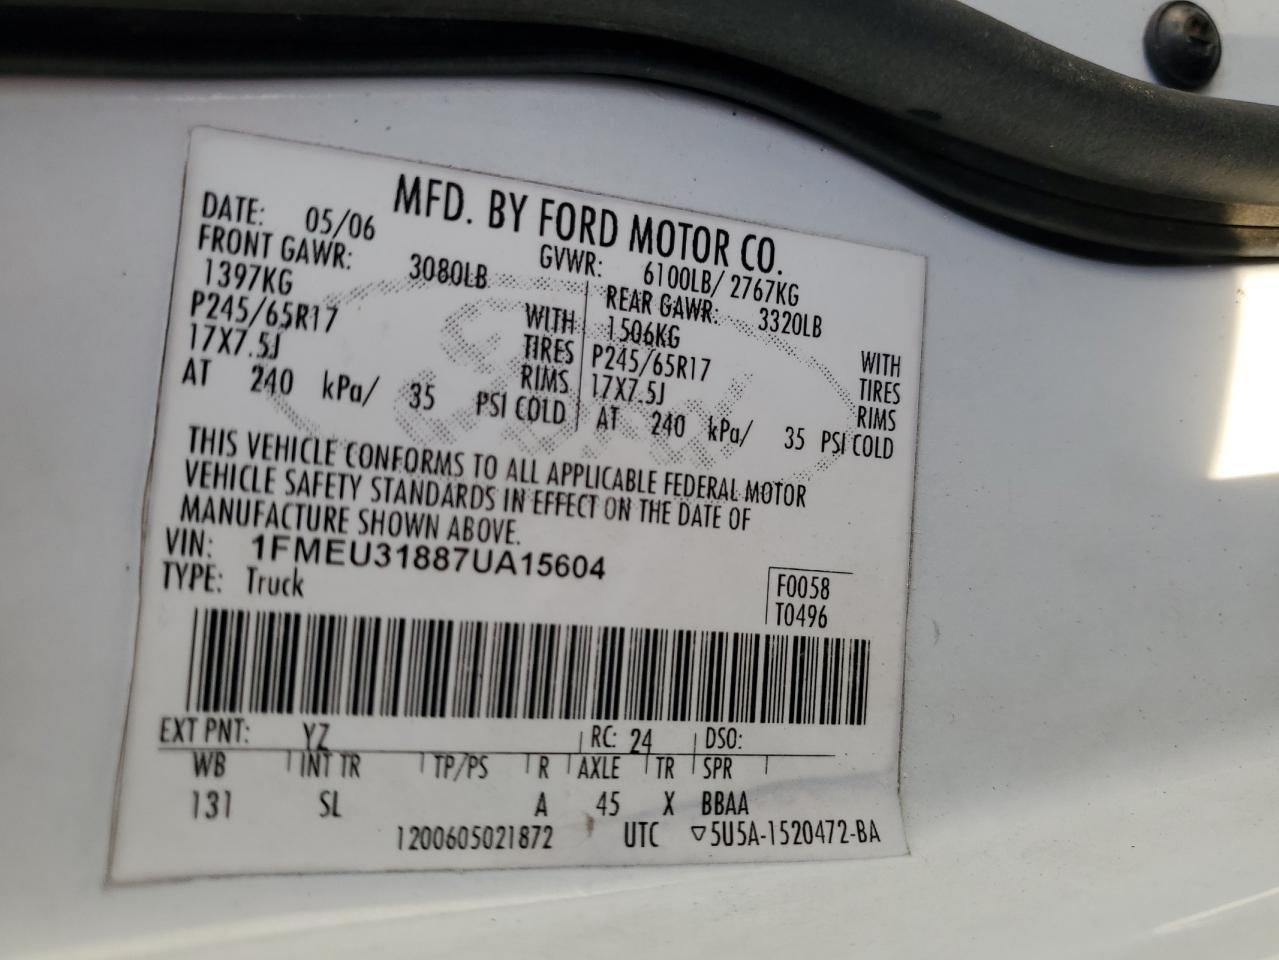 MFD. BY FORD MOTOR CO.
DATE: 05/06 GVWR: 6100LB/ 2767KG
FRONT GAWR: 3080LB REAR GAWR: 3320LB
1397KG WITH 1506KG WITH
P245/65R17 TIRES P245/65R17 TIRES
17X7.5J RIMS 17X7.5J RIMS
AT 240 kPa/ 35 PSI COLD AT 240 kPa/ 35 PSI COLD
THIS VEHICLE CONFORMS TO ALL APPLICABLE FEDERAL MOTOR
VEHICLE SAFETY STANDARDS IN EFFECT ON THE DATE OF
MANUFACTURE SHOWN ABOVE.
VIN: 1FMEU31887UA15604
TYPE: Truck
F0058
T0496
EXT PNT: YZ RC: 24 DSO:
WB INT TR TP/PS R AXLE TR SPR
131 SL A 45 X BBAA
1200605021872 UTC ▽5U5A-1520472-BA